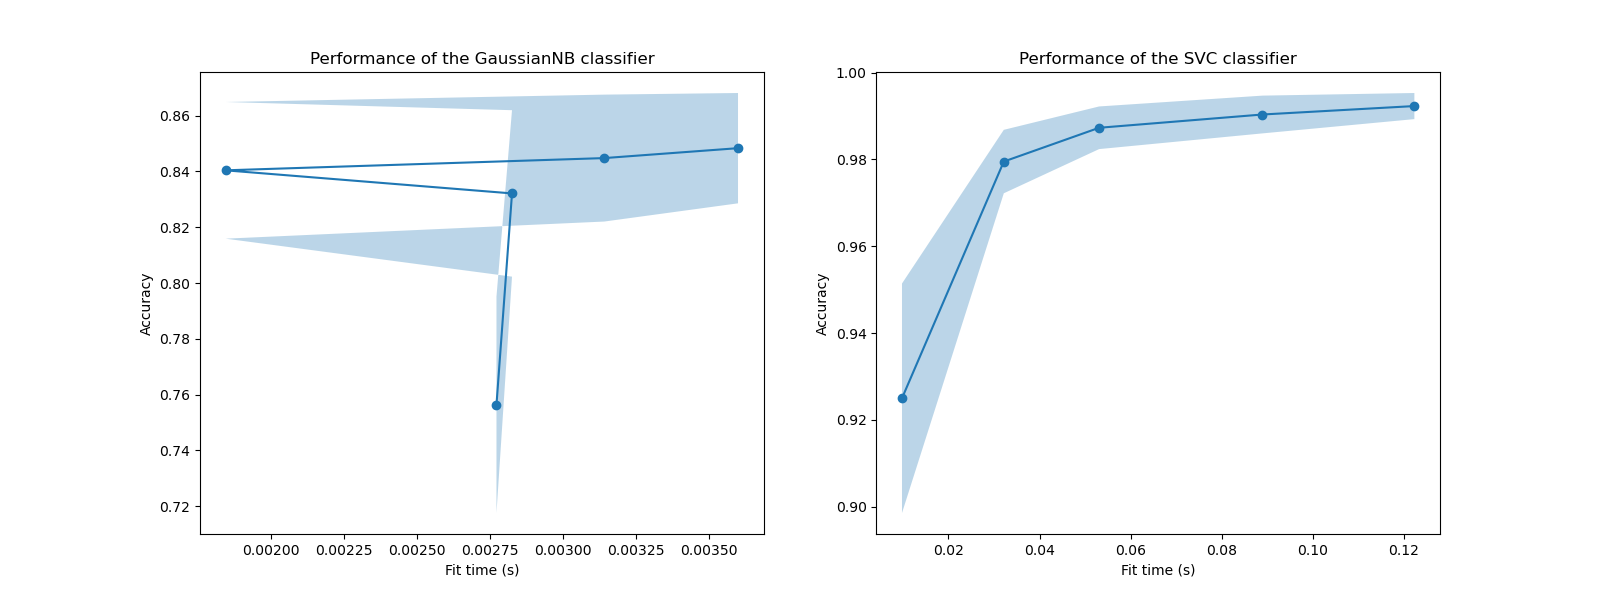 Performance of the GaussianNB classifier
0.86
0.84
0.82
0.80
0.78
0.76
0.74
0.72
Accuracy
0.00200 0.00225 0.00250 0.00275 0.00300 0.00325 0.00350
Fit time (s)
Performance of the SVC classifier
1.00
0.98
0.96
0.94
0.92
0.90
Accuracy
0.02 0.04 0.06 0.08 0.10 0.12
Fit time (s)